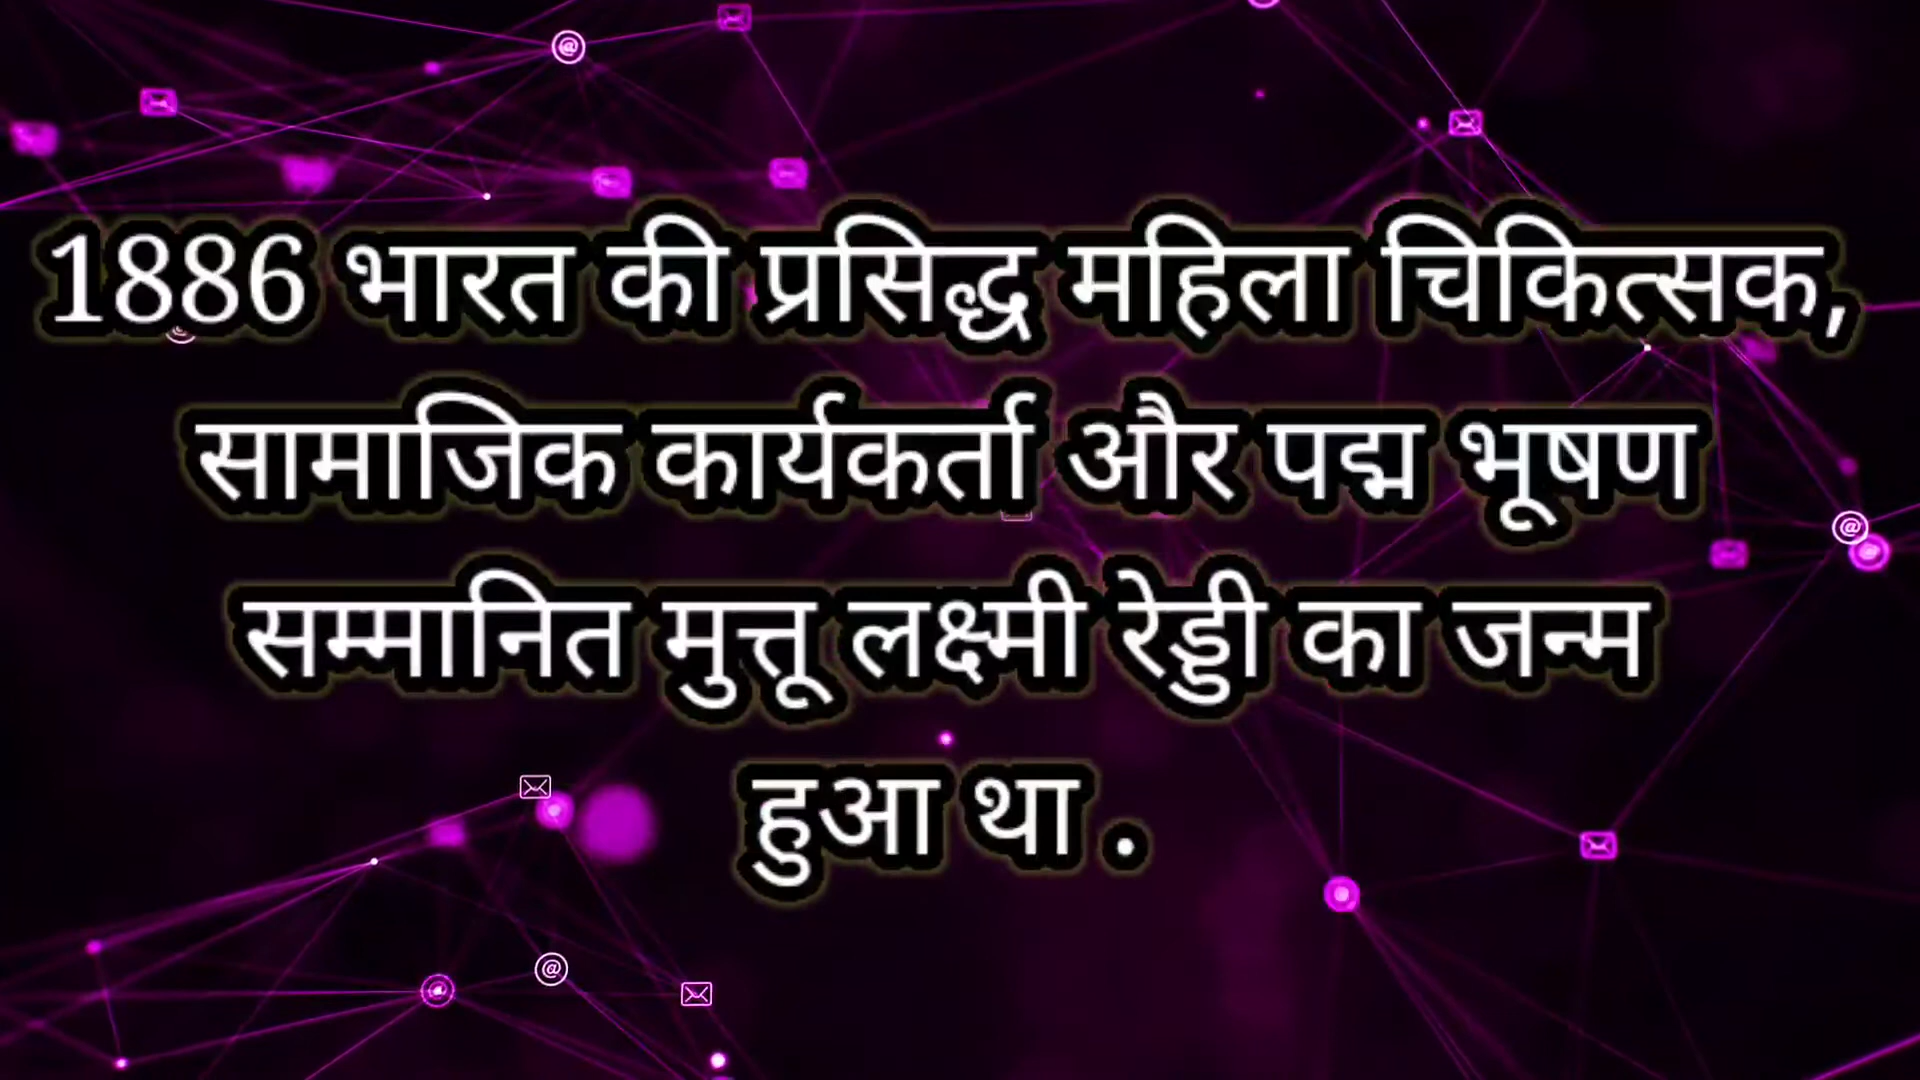 1886 भारत की प्रसिद्ध महिला चिकित्सक,
सामाजिक कार्यकर्ता और पद्म भूषण
सम्मानित मुत्तू लक्ष्मी रेड्डी का जन्म
हुआ था .